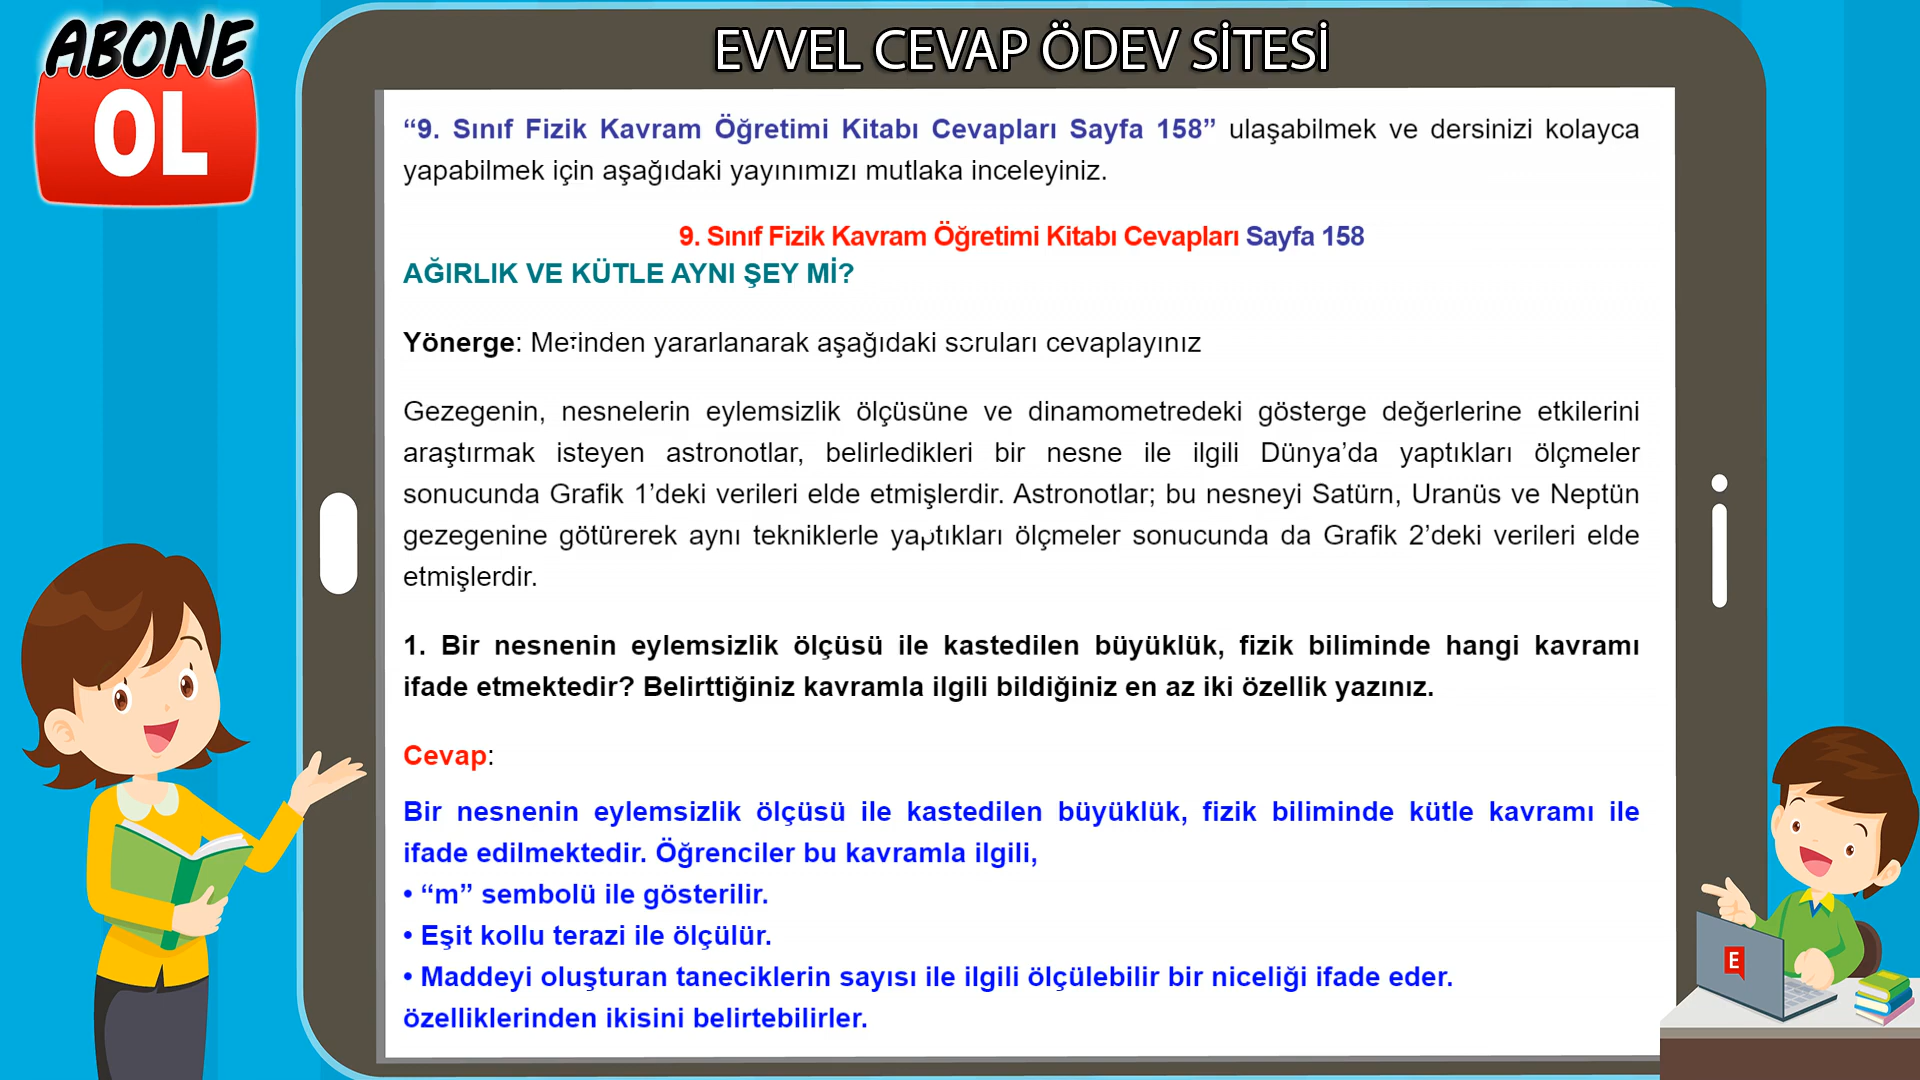 ABONE
OL
EVVEL CEVAP ÖDEV SİTESİ
“9. Sınıf Fizik Kavram Öğretimi Kitabı Cevapları Sayfa 158” ulaşabilmek ve dersinizi kolayca
yapabilmek için aşağıdaki yayınımızı mutlaka inceleyiniz.
9. Sınıf Fizik Kavram Öğretimi Kitabı Cevapları Sayfa 158
AĞIRLIK VE KÜTLE AYNI ŞEY Mİ?
Yönerge: Metinden yararlanarak aşağıdaki soruları cevaplayınız
Gezegenin, nesnelerin eylemsizlik ölçüsüne ve dinamometredeki gösterge değerlerine etkilerini
araştırmak isteyen astronotlar, belirledikleri bir nesne ile ilgili Dünya’da yaptıkları ölçmeler
sonucunda Grafik 1’deki verileri elde etmişlerdir. Astronotlar; bu nesneyi Satürn, Uranüs ve Neptün
gezegenine götürerek aynı tekniklerle yaptıkları ölçmeler sonucunda da Grafik 2’deki verileri elde
etmişlerdir.
1. Bir nesnenin eylemsizlik ölçüsü ile kastedilen büyüklük, fizik biliminde hangi kavramı
ifade etmektedir? Belirttiğiniz kavramla ilgili bildiğiniz en az iki özellik yazınız.
Cevap:
Bir nesnenin eylemsizlik ölçüsü ile kastedilen büyüklük, fizik biliminde kütle kavramı ile
ifade edilmektedir. Öğrenciler bu kavramla ilgili,
• “m” sembolü ile gösterilir.
• Eşit kollu terazi ile ölçülür.
• Maddeyi oluşturan taneciklerin sayısı ile ilgili ölçülebilir bir niceliği ifade eder.
özelliklerinden ikisini belirtebilirler.
E